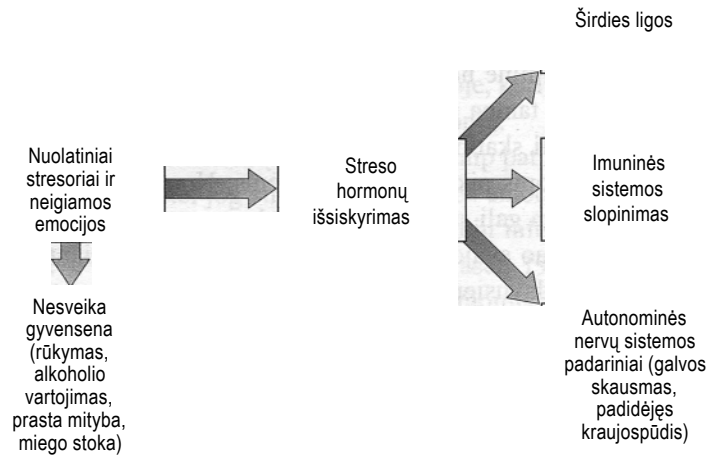 Širdies ligos
Nuolatiniai
stresoriai ir
neigiamos
emocijos
Streso
hormonų
išsiskyrimas
Imuninės
sistemos
slopinimas
Nesveika
gyvensena
(rūkymas,
alkoholio
vartojimas,
prasta mityba,
miego stoka)
Autonominės
nervų sistemos
padariniai (galvos
skausmas,
padidėjęs
kraujospūdis)